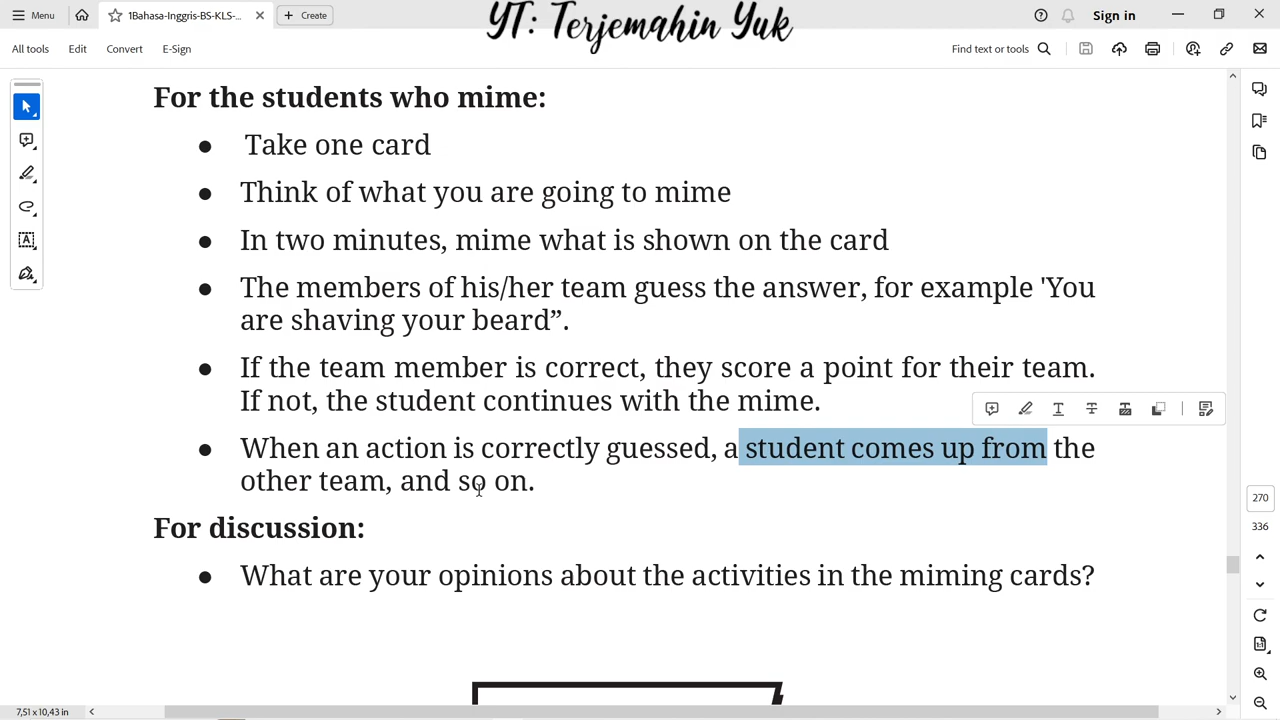 Menu
1Bahasa-Inggris-BS-KLS-...
Create
YT: Terjemahin Yuk
Sign in
All tools
Edit
Convert
E-Sign
Find text or tools
For the students who mime:
● Take one card
● Think of what you are going to mime
● In two minutes, mime what is shown on the card
● The members of his/her team guess the answer, for example 'You
are shaving your beard”.
● If the team member is correct, they score a point for their team.
If not, the student continues with the mime.
● When an action is correctly guessed, a student comes up from the
other team, and so on.
For discussion:
● What are your opinions about the activities in the miming cards?
270
336
7,51 x 10,43 in